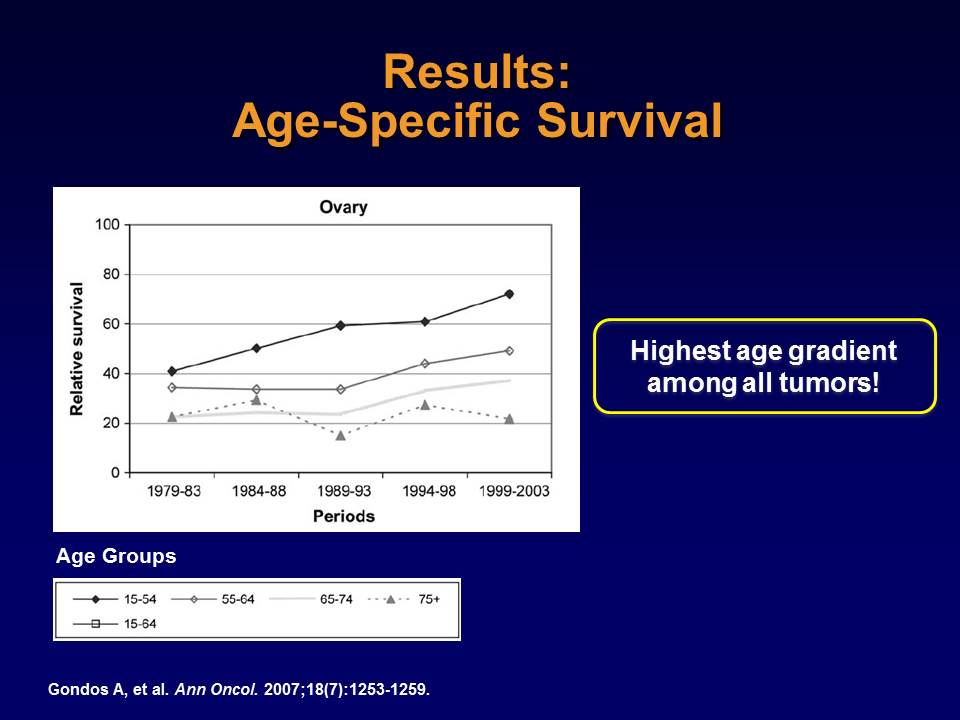 Results:
Age-Specific Survival
Ovary
100
80
60
40
20
0
Relative survival
1979-83 1984-88 1989-93 1994-98 1999-2003
Periods
Highest age gradient
among all tumors!
Age Groups
15-54 55-64 65-74 75+
15-64
Gondos A, et al. Ann Oncol. 2007;18(7):1253-1259.